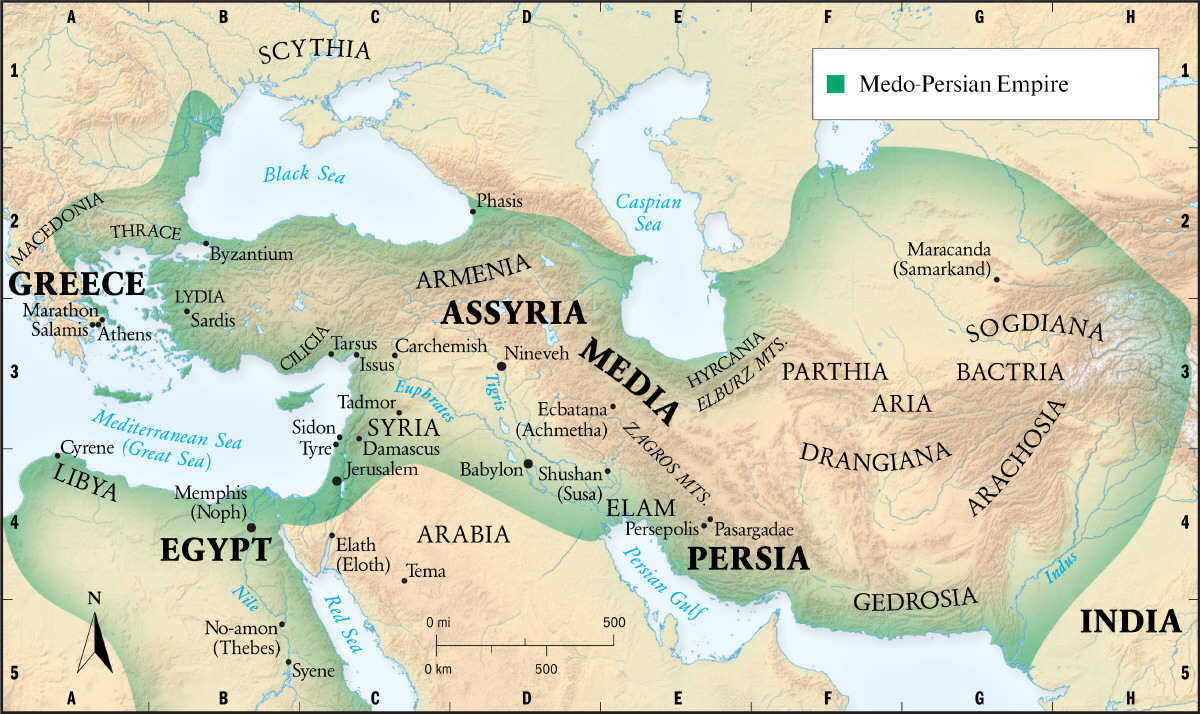 A B C D E F G H
1
SCYTHIA
1
Medo-Persian Empire
Black Sea
Caspian
Sea
Phasis
2
2
MACEDONIA
THRACE
Byzantium
Maracanda
(Samarkand)
GREECE
ARMENIA
LYDIA
Sardis
ASSYRIA
Marathon
Salamis
Athens
SOGDIANA
CILICIA
Tarsus
Issus
Carchemish
Nineveh
MEDIA
HYRCANIA
ELBURZ MTS.
3
PARTHIA
BACTRIA
3
Euphrates
Tigris
Tadmor
ARIA
Ecbatana
(Achmetha)
Mediterranean Sea
(Great Sea)
Sidon
Tyre
SYRIA
Damascus
ZAGROS MTS.
DRANGIANA
ARACHOSIA
Cyrene
LIBYA
Jerusalem
Babylon
Shushan
(Susa)
Memphis
(Noph)
ELAM
4
EGYPT
ARABIA
Persepolis
Pasargadae
4
Elath
(Eloth)
PERSIA
Tema
Persian Gulf
Indus
N
Nile
Red Sea
GEDROSIA
No-amon
(Thebes)
0 mi 500
INDIA
0 km 500
5
Syene
5
A B C D E F G H